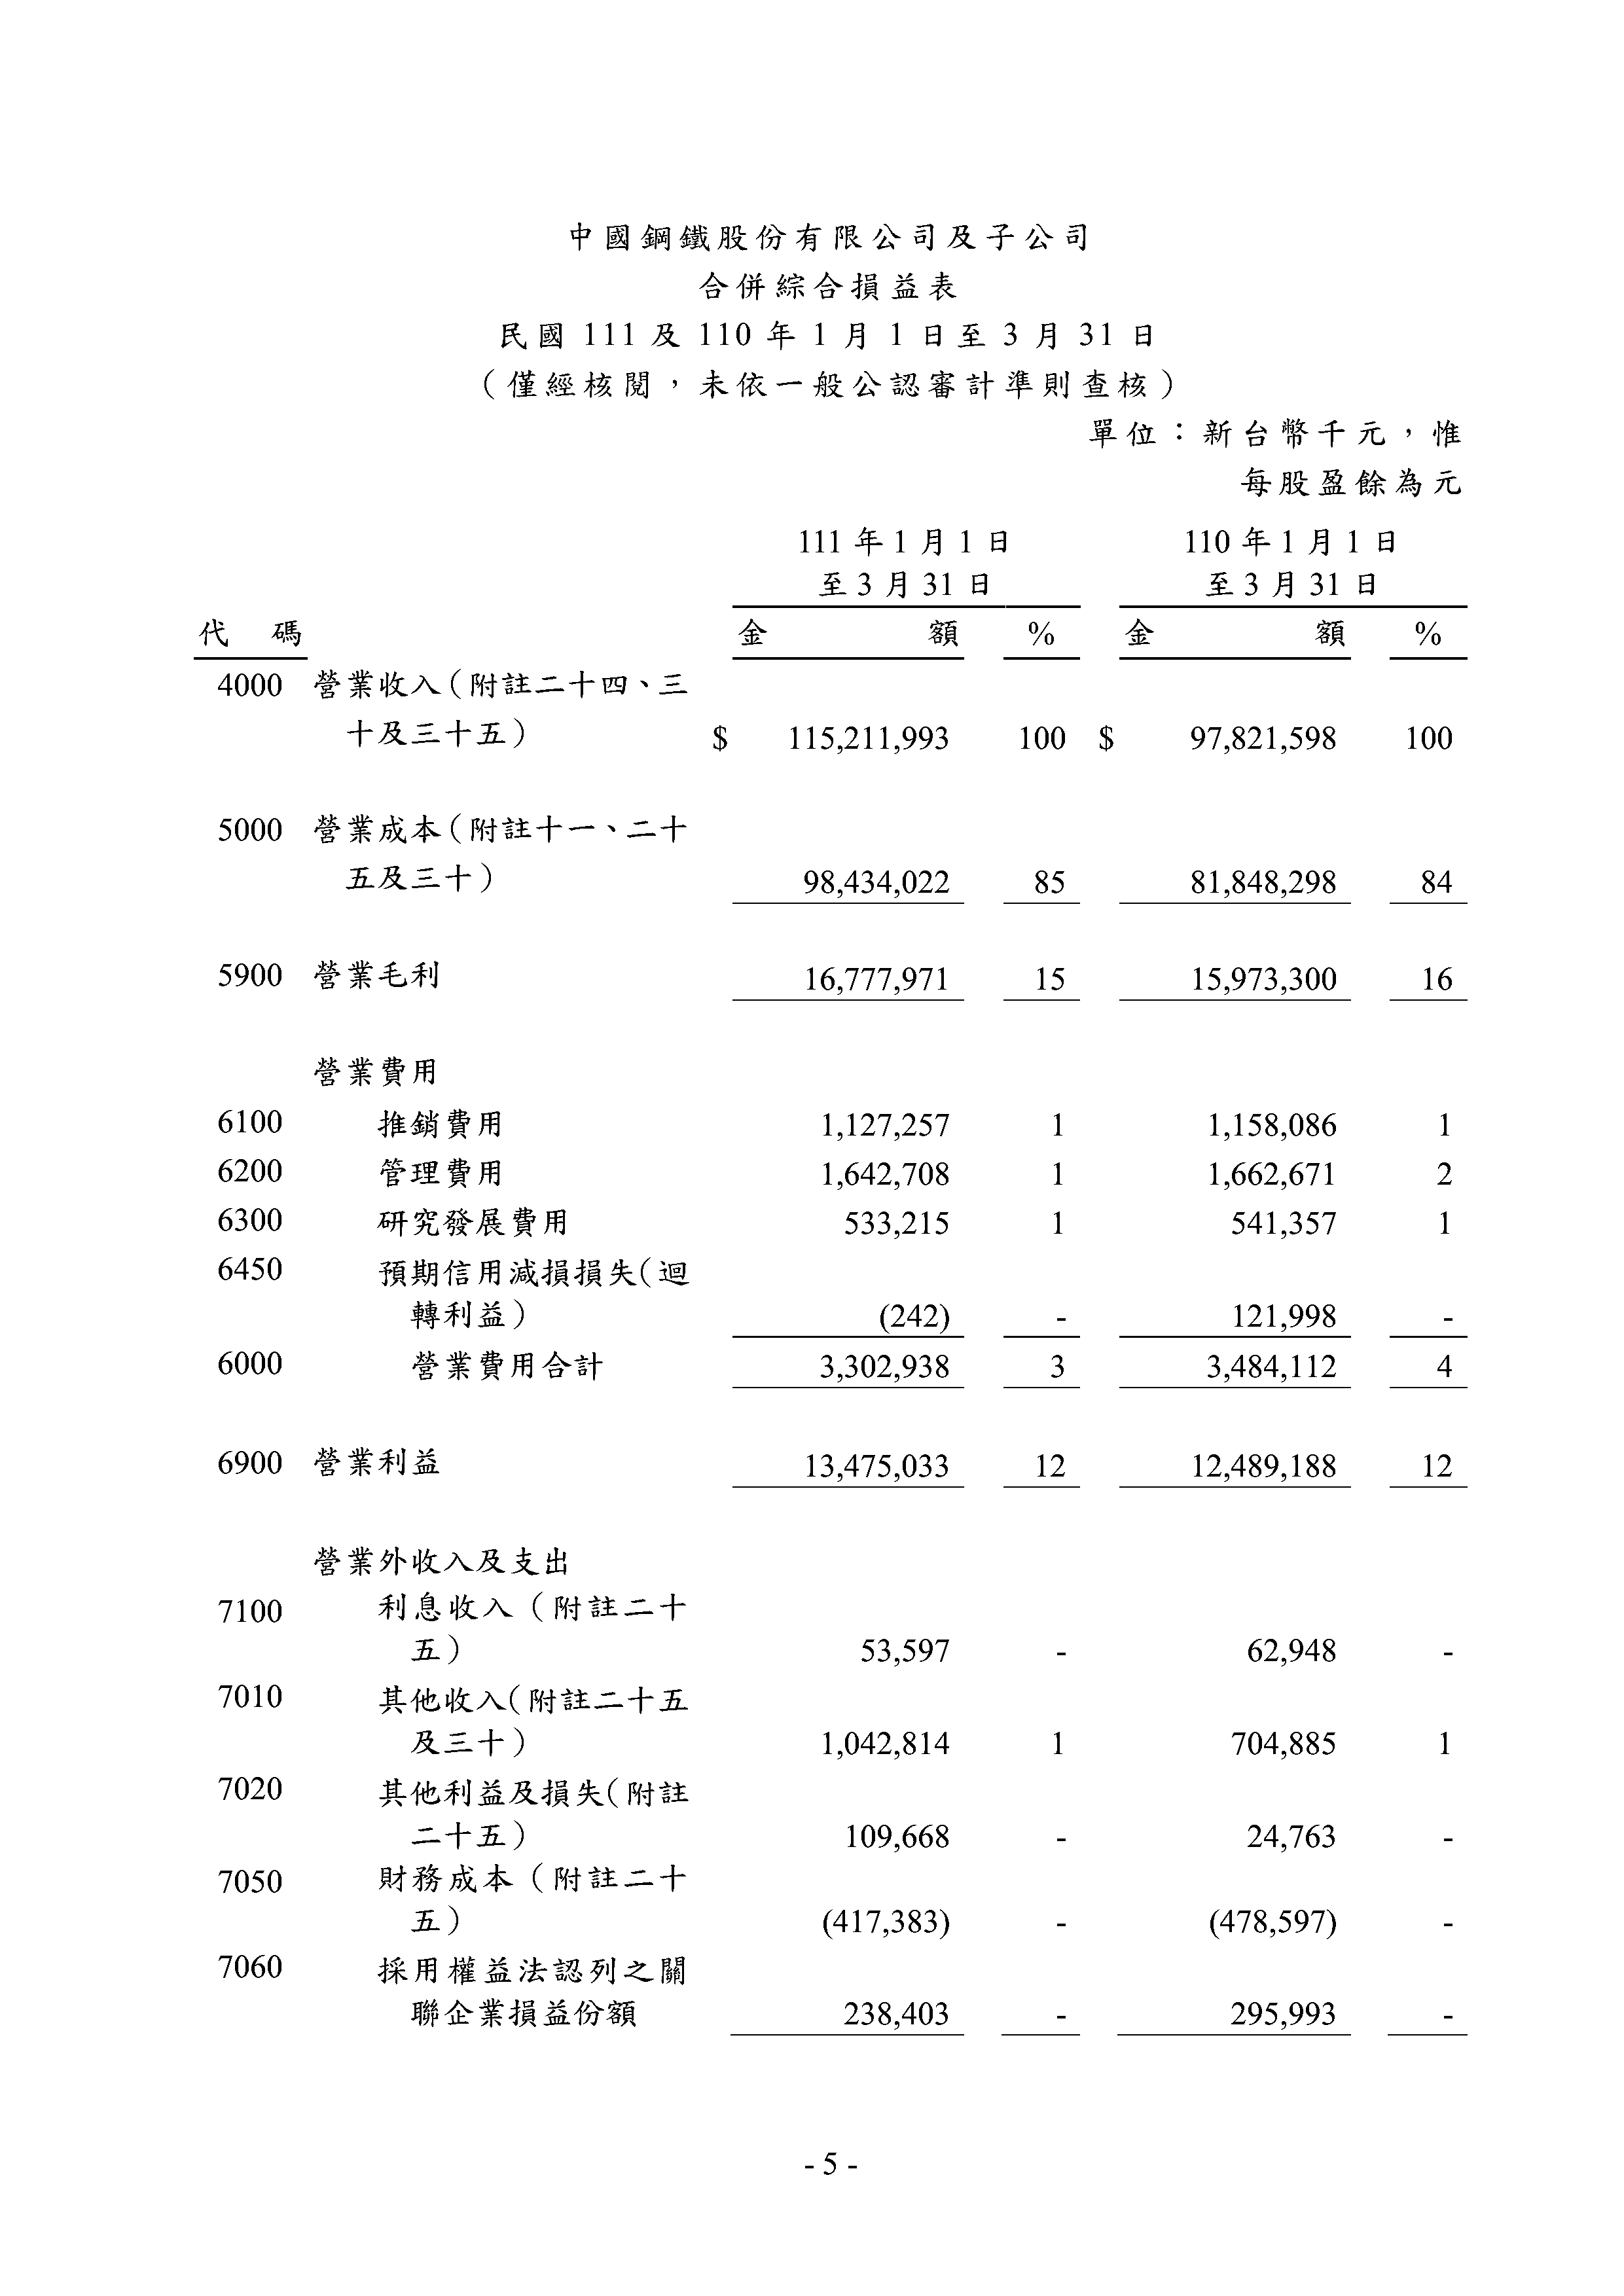 中國鋼鐵股份有限公司及子公司
合併綜合損益表
民國 111 及 110 年 1 月 1 日至 3 月 31 日
（僅經核閱，未依一般公認審計準則查核）
單位：新台幣千元，惟
每股盈餘為元
111 年 1 月 1 日 110 年 1 月 1 日
至 3 月 31 日 至 3 月 31 日
代 碼 金 額 % 金 額 %
4000 營業收入（附註二十四、三
十及三十五） $ 115,211,993 100 $ 97,821,598 100
5000 營業成本（附註十一、二十
五及三十） 98,434,022 85 81,848,298 84
5900 營業毛利 16,777,971 15 15,973,300 16
營業費用
6100 推銷費用 1,127,257 1 1,158,086 1
6200 管理費用 1,642,708 1 1,662,671 2
6300 研究發展費用 533,215 1 541,357 1
6450 預期信用減損損失（迴
轉利益） (242) - 121,998 -
6000 營業費用合計 3,302,938 3 3,484,112 4
6900 營業利益 13,475,033 12 12,489,188 12
營業外收入及支出
7100 利息收入（附註二十
五） 53,597 - 62,948 -
7010 其他收入（附註二十五
及三十） 1,042,814 1 704,885 1
7020 其他利益及損失（附註
二十五） 109,668 - 24,763 -
7050 財務成本（附註二十
五） (417,383) - (478,597) -
7060 採用權益法認列之關
聯企業損益份額 238,403 - 295,993 -
- 5 -